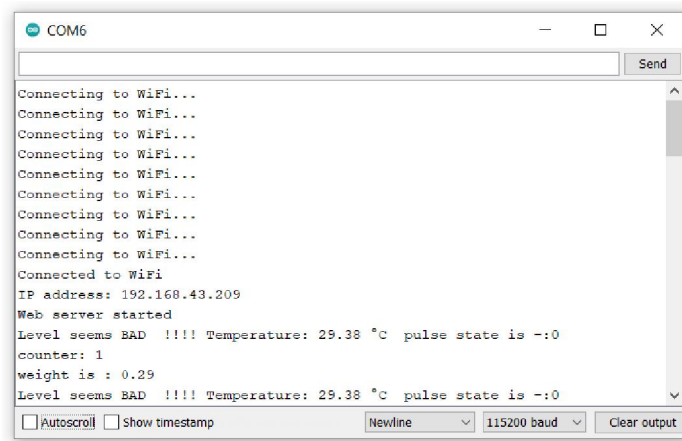 COM6
Send
Connecting to WiFi...
Connecting to WiFi...
Connecting to WiFi...
Connecting to WiFi...
Connecting to WiFi...
Connecting to WiFi...
Connecting to WiFi...
Connecting to WiFi...
Connecting to WiFi...
Connected to WiFi
IP address: 192.168.43.209
Web server started
Level seems BAD  !!!! Temperature: 29.38 °C  pulse state is -:0
counter: 1
weight is : 0.29
Level seems BAD  !!!! Temperature: 29.38 °C  pulse state is -:0
Autoscroll Show timestamp Newline 115200 baud Clear output